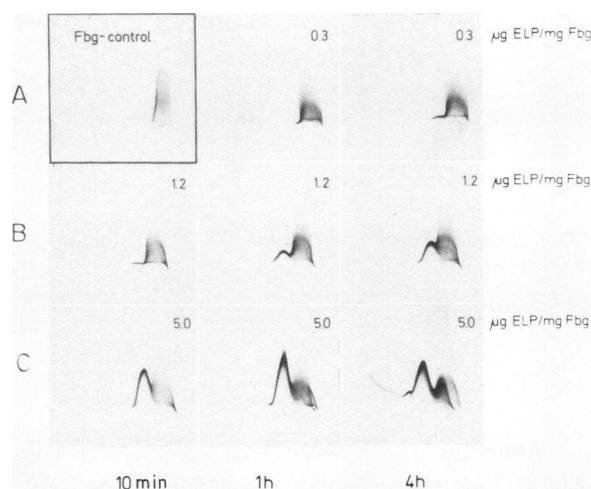 Fbg-control
0.3
0.3
µg ELP/mg Fbg
A
1.2
1.2
1.2
µg ELP/mg Fbg
B
5.0
5.0
5.0
µg ELP/mg Fbg
C
10 min
1h
4h